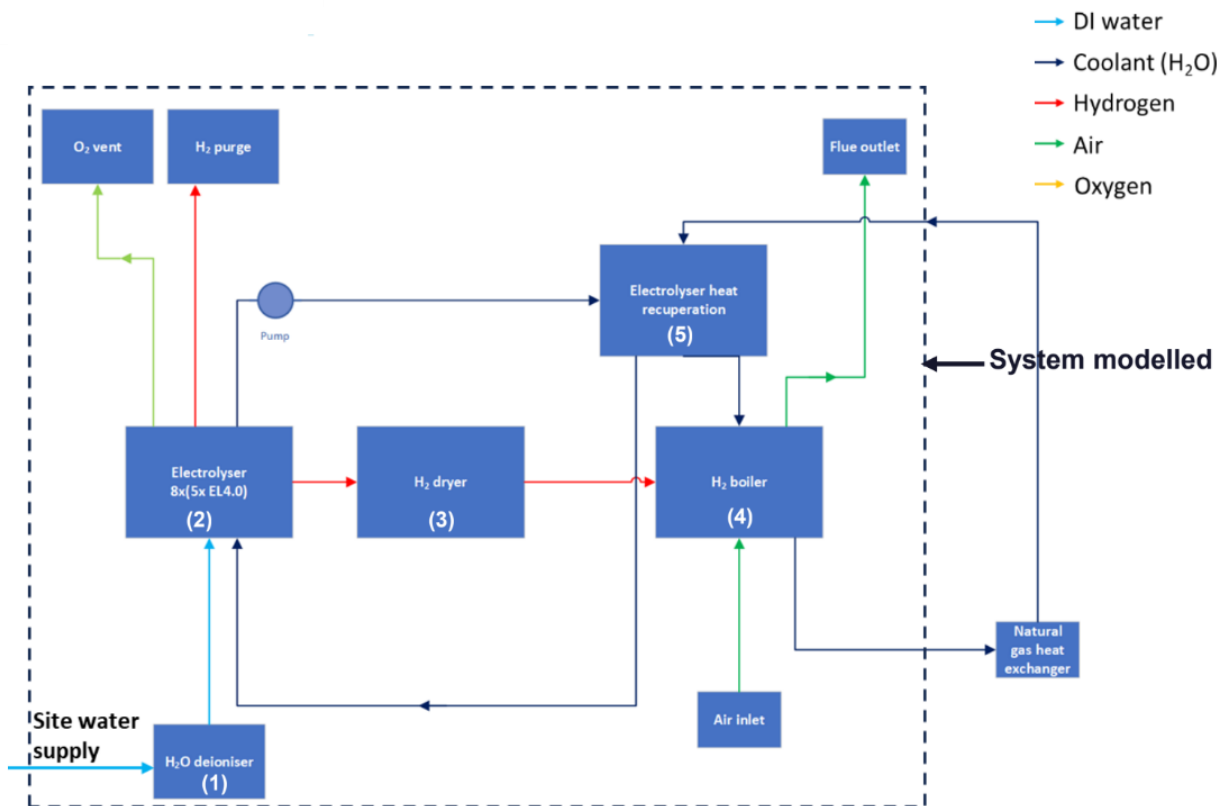 DI water
Coolant (H₂O)
Hydrogen
Air
Oxygen
O₂ vent
H₂ purge
Flue outlet
Pump
Electrolyser heat
recuperation
(5)
System modelled
Electrolyser
8x(5x EL4.0)
(2)
H₂ dryer
(3)
H₂ boiler
(4)
Natural
gas heat
exchanger
Site water
supply
H₂O deioniser
(1)
Air inlet